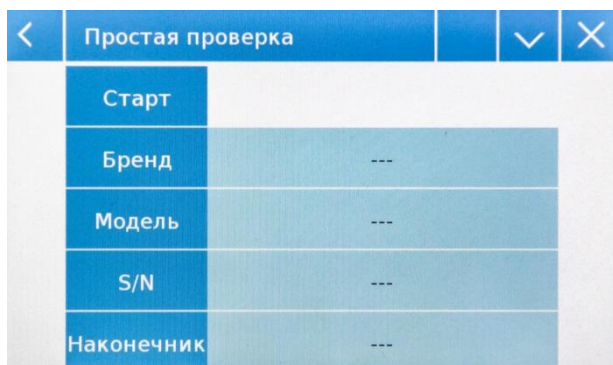 Простая проверка
Старт
Бренд ---
Модель ---
S/N ---
Наконечник ---